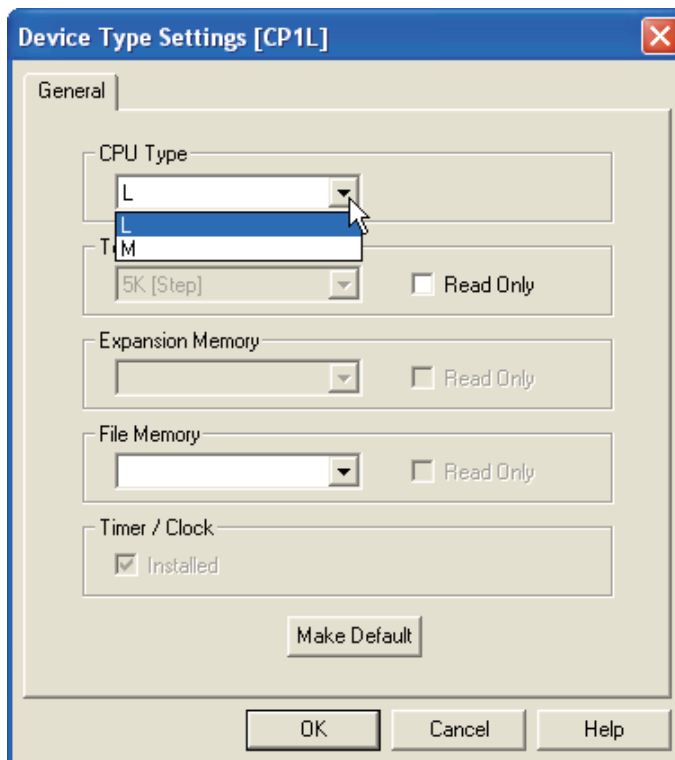 Device Type Settings [CP1L]
General
CPU Type
L
L
M
5K [Step]
Read Only
Expansion Memory
Read Only
File Memory
Read Only
Timer / Clock
Installed
Make Default
OK Cancel Help